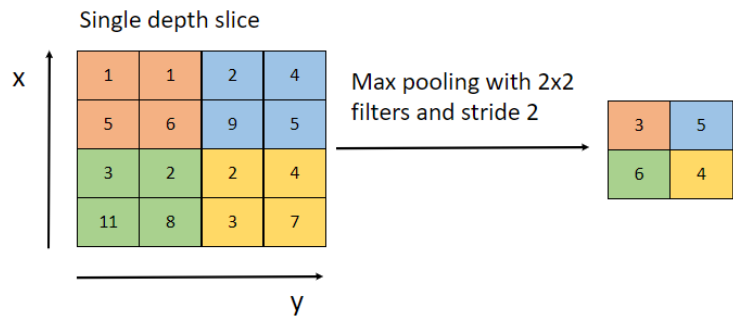 Single depth slice
x
1 1 2 4
5 6 9 5
3 2 2 4
11 8 3 7
y
Max pooling with 2x2
filters and stride 2
3 5
6 4